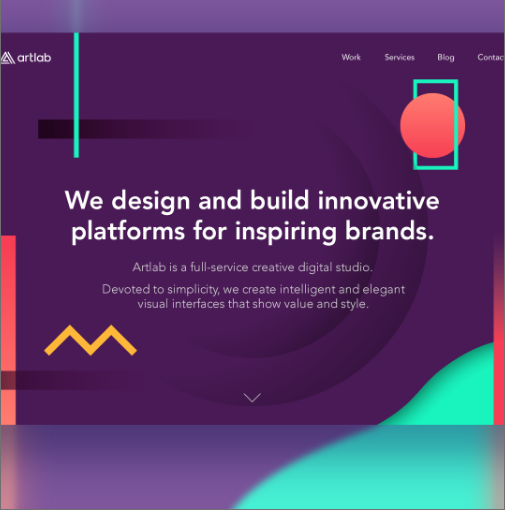 artlab
Work Services Blog Contac
We design and build innovative
platforms for inspiring brands.
Artlab is a full-service creative digital studio.
Devoted to simplicity, we create intelligent and elegant
visual interfaces that show value and style.